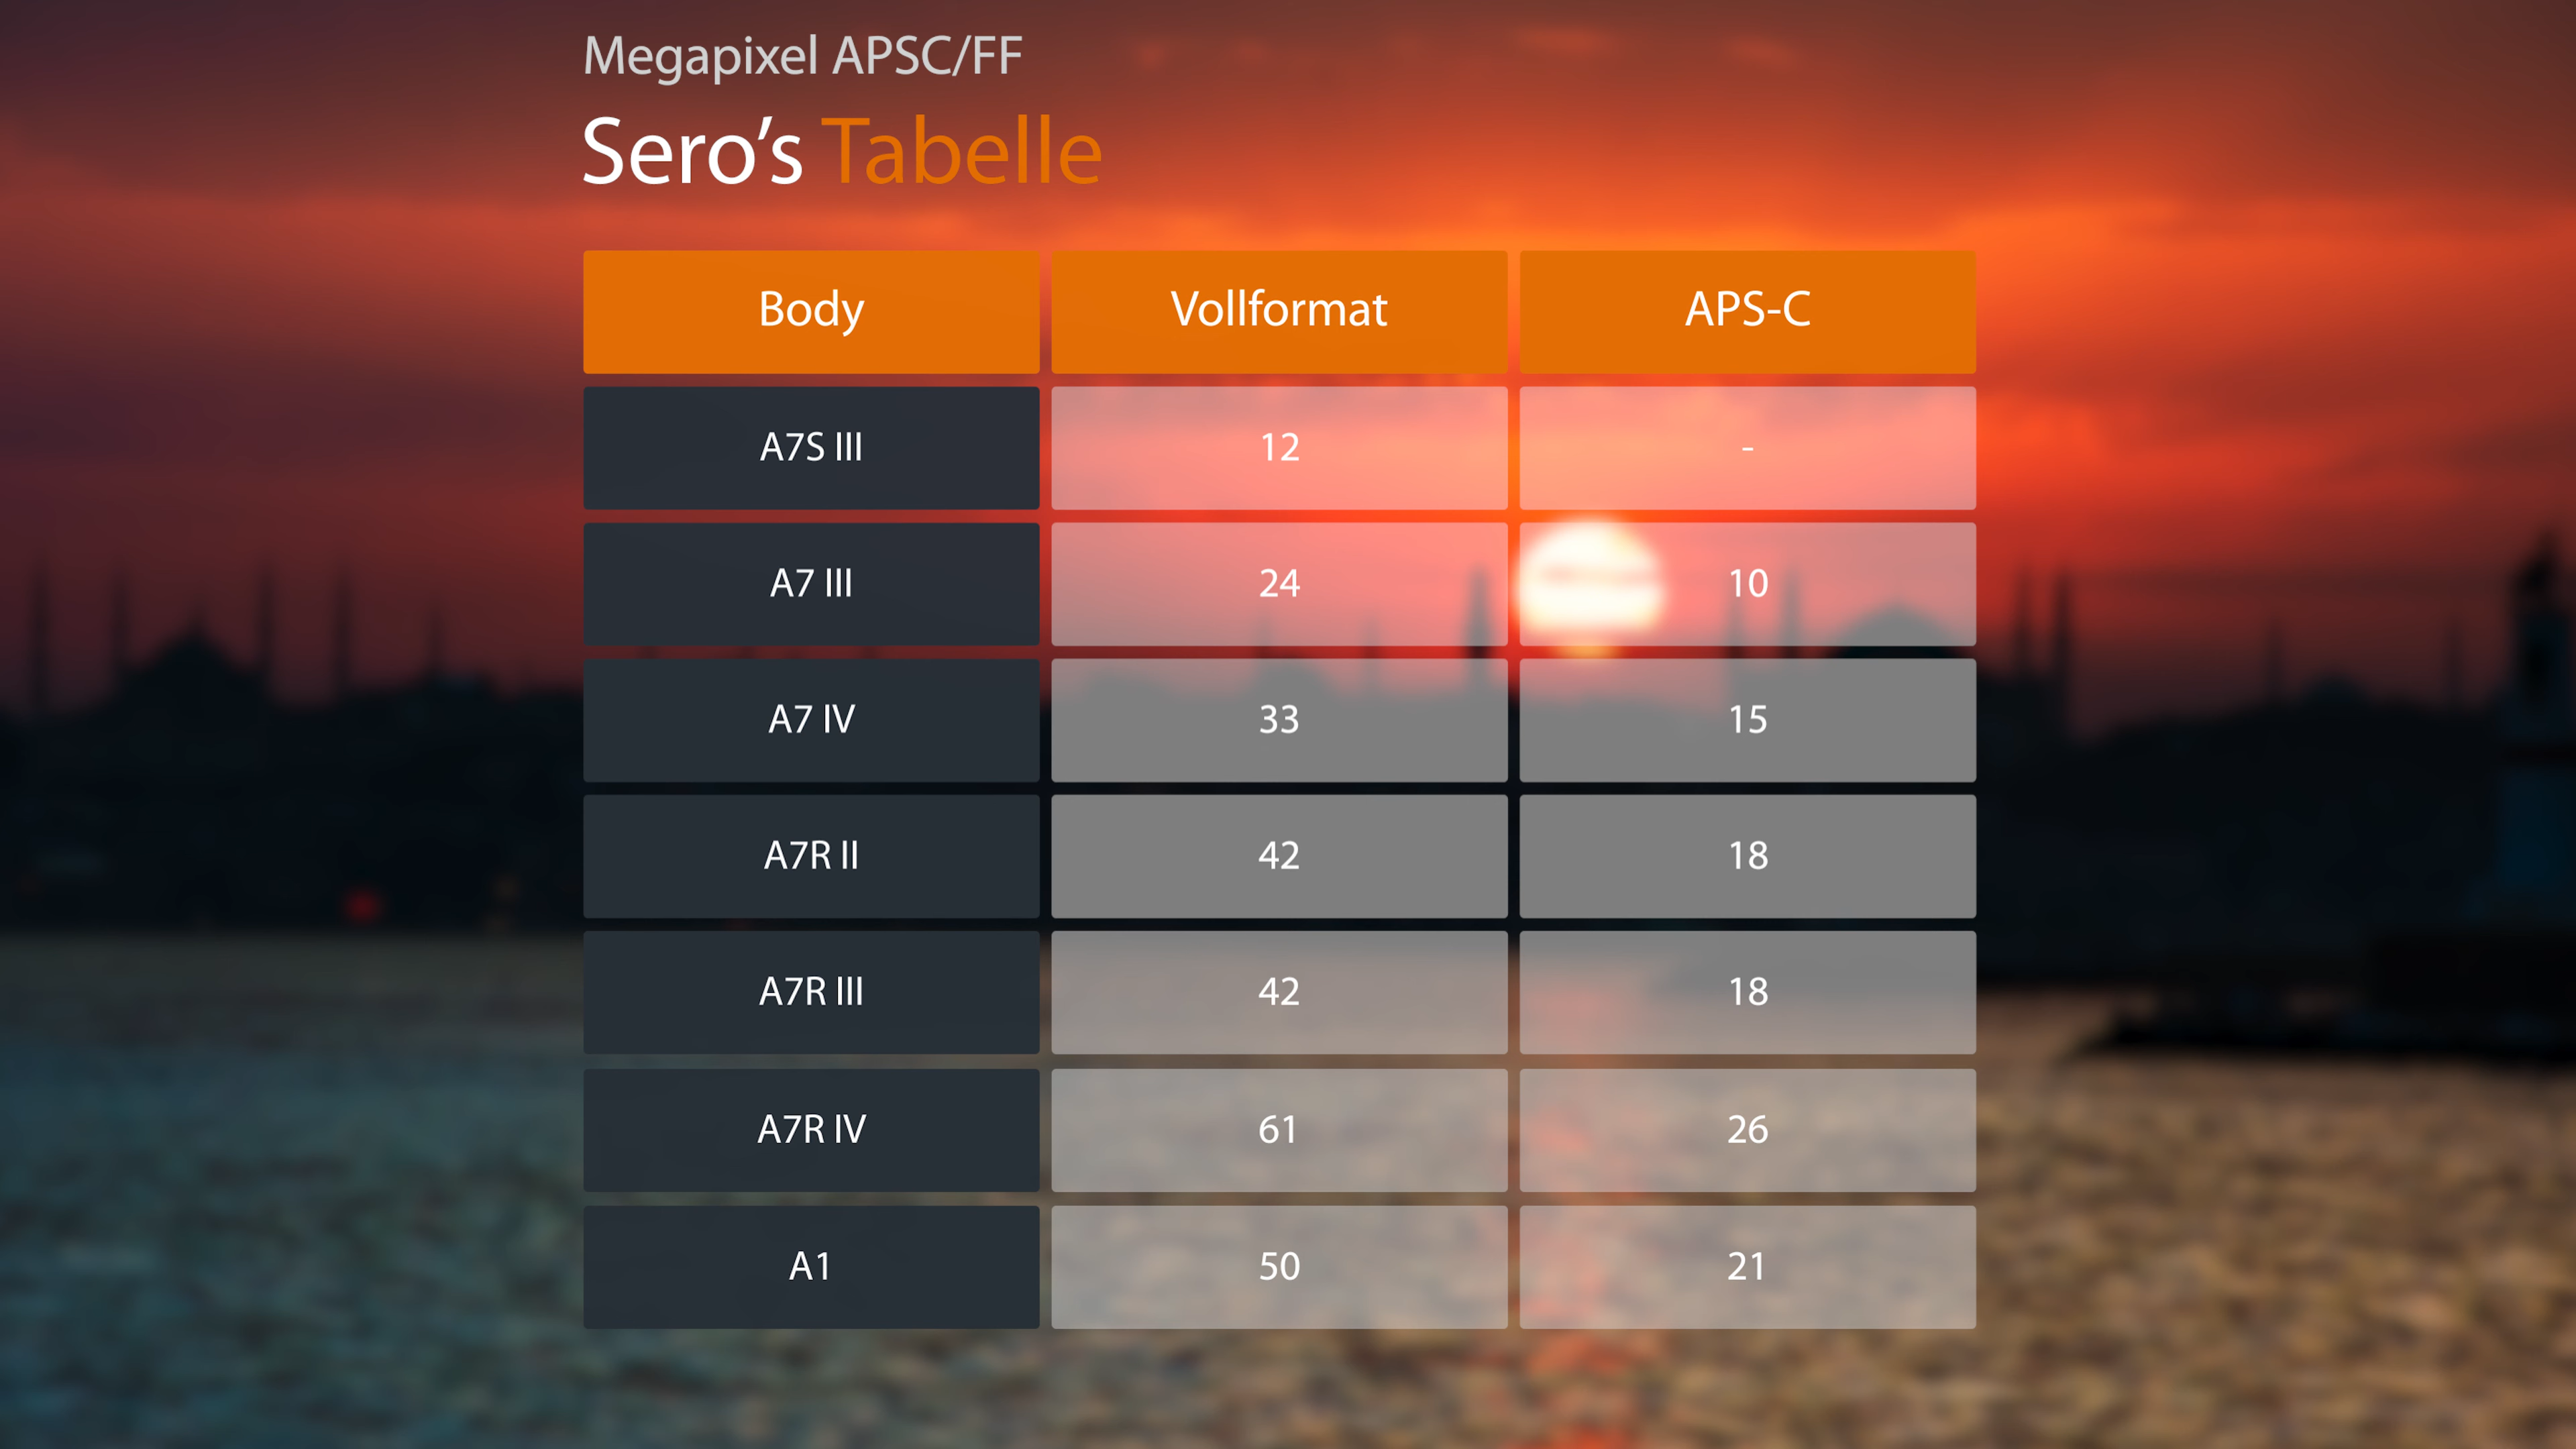 Megapixel APSC/FF
Sero’s Tabelle
Body Vollformat APS-C
A7S III 12 -
A7 III 24 10
A7 IV 33 15
A7R II 42 18
A7R III 42 18
A7R IV 61 26
A1 50 21